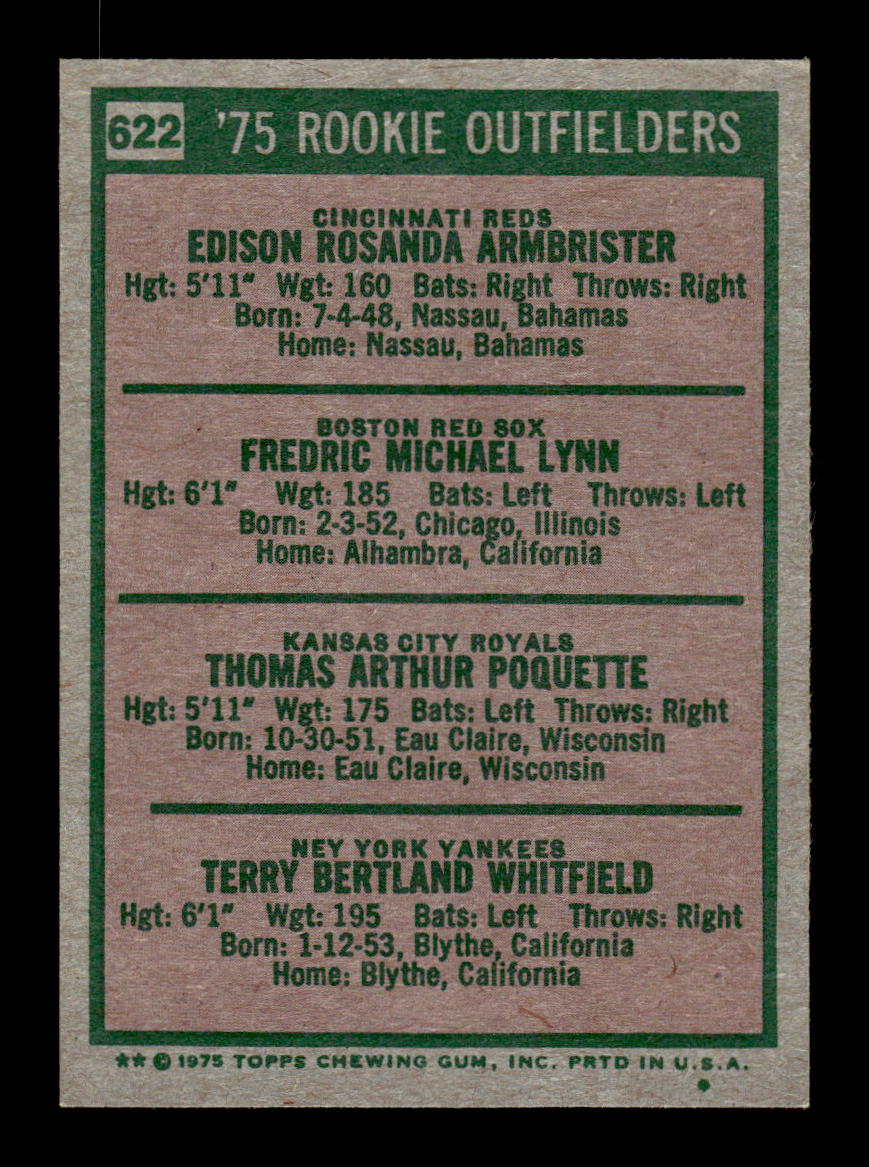 622 '75 ROOKIE OUTFIELDERS
CINCINNATI REDS
EDISON ROSANDA ARMBRISTER
Hgt: 5'11" Wgt: 160 Bats: Right Throws: Right
Born: 7-4-48, Nassau, Bahamas
Home: Nassau, Bahamas
BOSTON RED SOX
FREDRIC MICHAEL LYNN
Hgt: 6'1" Wgt: 185 Bats: Left Throws: Left
Born: 2-3-52, Chicago, Illinois
Home: Alhambra, California
KANSAS CITY ROYALS
THOMAS ARTHUR POQUETTE
Hgt: 5'11" Wgt: 175 Bats: Left Throws: Right
Born: 10-30-51, Eau Claire, Wisconsin
Home: Eau Claire, Wisconsin
NEY YORK YANKEES
TERRY BERTLAND WHITFIELD
Hgt: 6'1" Wgt: 195 Bats: Left Throws: Right
Born: 1-12-53, Blythe, California
Home: Blythe, California
** © 1975 TOPPS CHEWING GUM, INC. PRTD IN U.S.A.